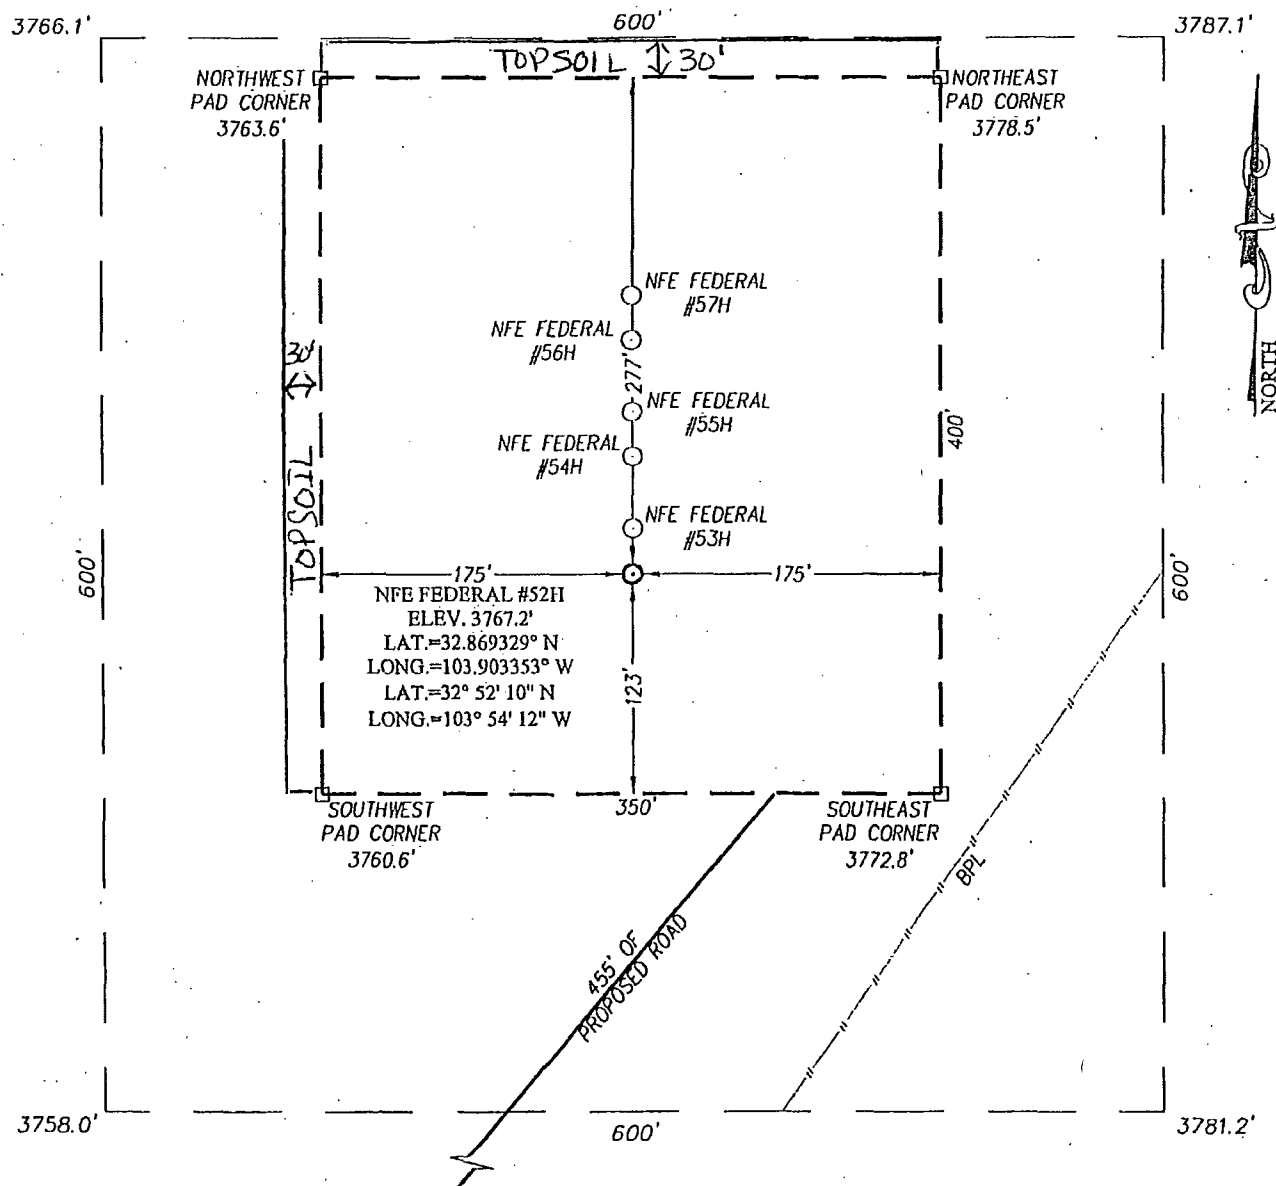 3766.1'
600'
3787.1'
TOPSOIL 30'
NORTHWEST
PAD CORNER
3763.6'
NORTHEAST
PAD CORNER
3778.5'
NORTH
NFE FEDERAL
#57H
NFE FEDERAL
#56H
277'
30'
NFE FEDERAL
#55H
400'
NFE FEDERAL
#54H
TOPSOIL
NFE FEDERAL
#53H
600'
175'
175'
600'
NFE FEDERAL #52H
ELEV. 3767.2'
LAT.=32.869329° N
LONG.=103.903353° W
LAT.=32° 52' 10" N
LONG.=103° 54' 12" W
123'
350'
SOUTHWEST
PAD CORNER
3760.6'
SOUTHEAST
PAD CORNER
3772.8'
BPL
455' OF
PROPOSED ROAD
3758.0'
600'
3781.2'